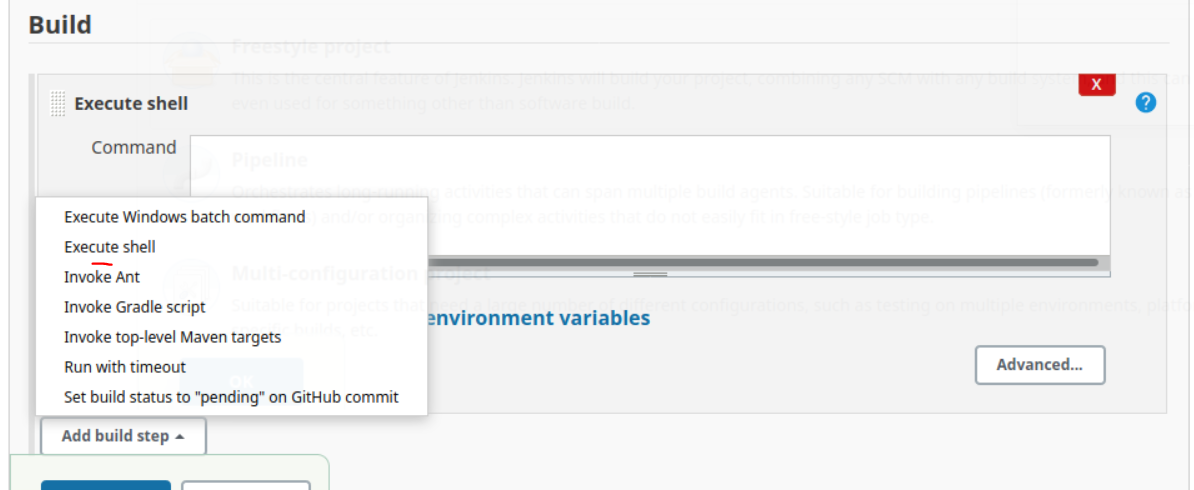 Build
Freestyle project
This is the central feature of Jenkins. Jenkins will build your project, combining any SCM with any build system
even used for something other than software build.
X
Execute shell
?
Command
Pipeline
Orchestrates long-running activities that can span multiple build agents. Suitable for building pipelines (formerly known as
and/or organizing complex activities that do not easily fit in free-style job type.
Execute Windows batch command
Execute shell
Invoke Ant
Invoke Gradle script
Invoke top-level Maven targets
Run with timeout
Set build status to "pending" on GitHub commit
Multi-configuration project
Suitable for projects that need a large number of different configurations, such as testing on multiple environments,
builds, etc.
environment variables
OK
Advanced...
Add build step